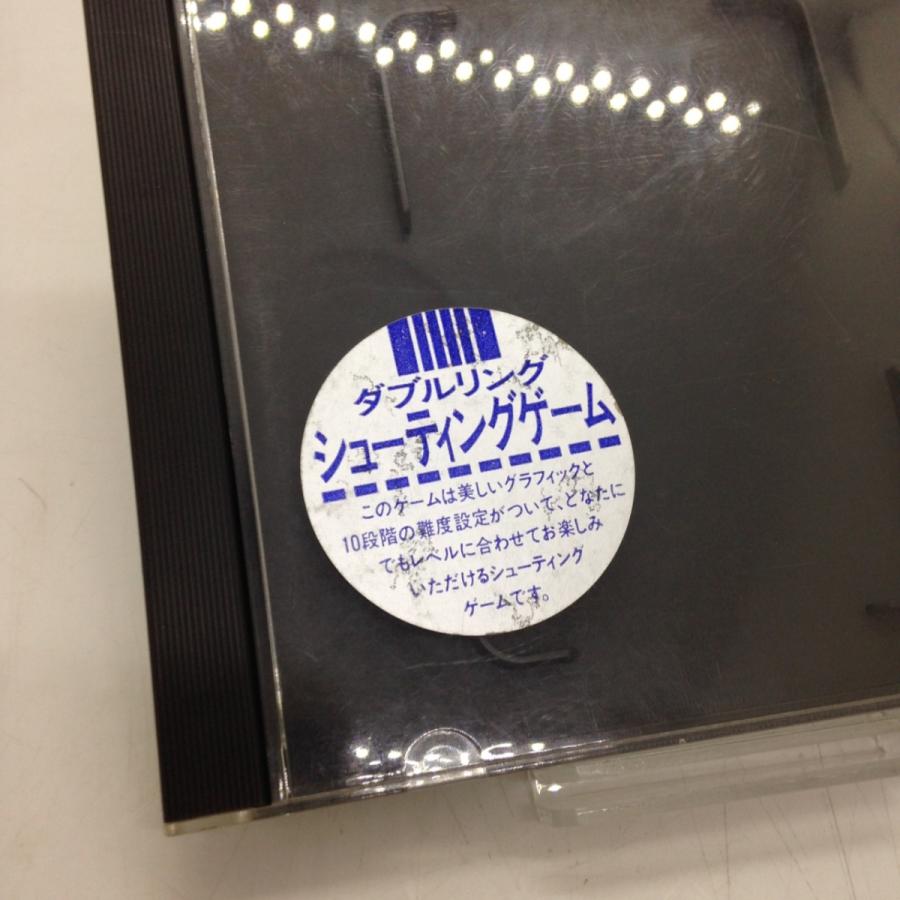 ダブルリング
シューティングゲーム
このゲームは美しいグラフィックと
10段階の難度設定がついて、どなたに
でもレベルに合わせてお楽しみ
いただけるシューティング
ゲームです。